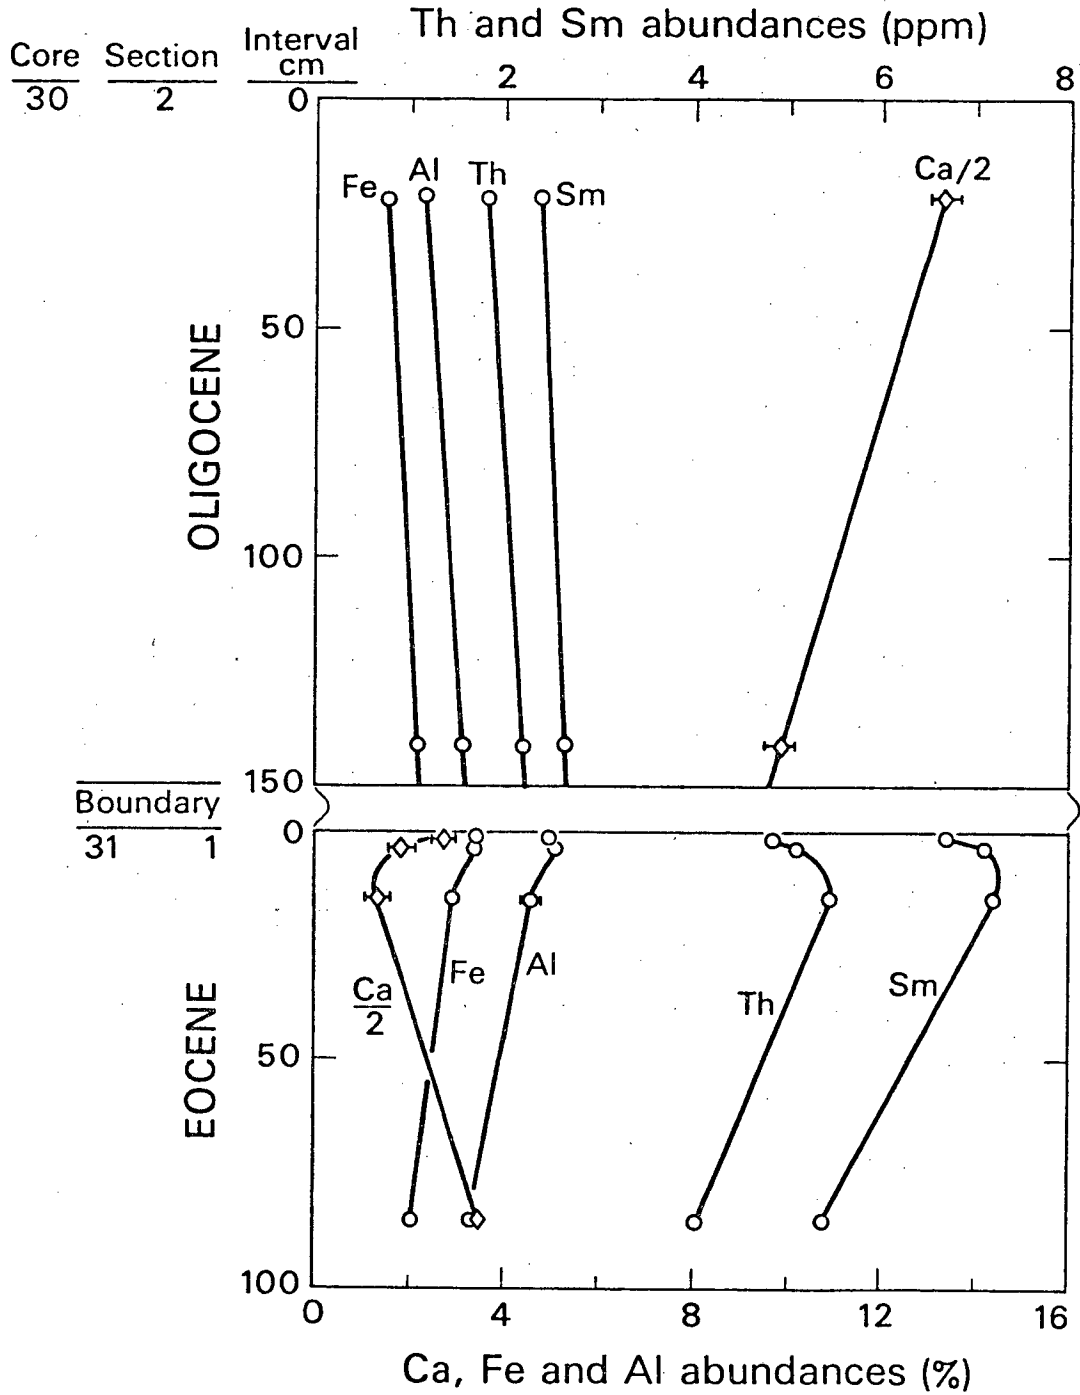 Th and Sm abundances (ppm)
Core Section Interval
cm
30 2
2 4 6 8
0
Fe Al Th Sm Ca/2
50
OLIGOCENE
100
150
Boundary
31 1
0
Fe Al
Ca
2
Th Sm
50
EOCENE
100
0 4 8 12 16
Ca, Fe and Al abundances (%)